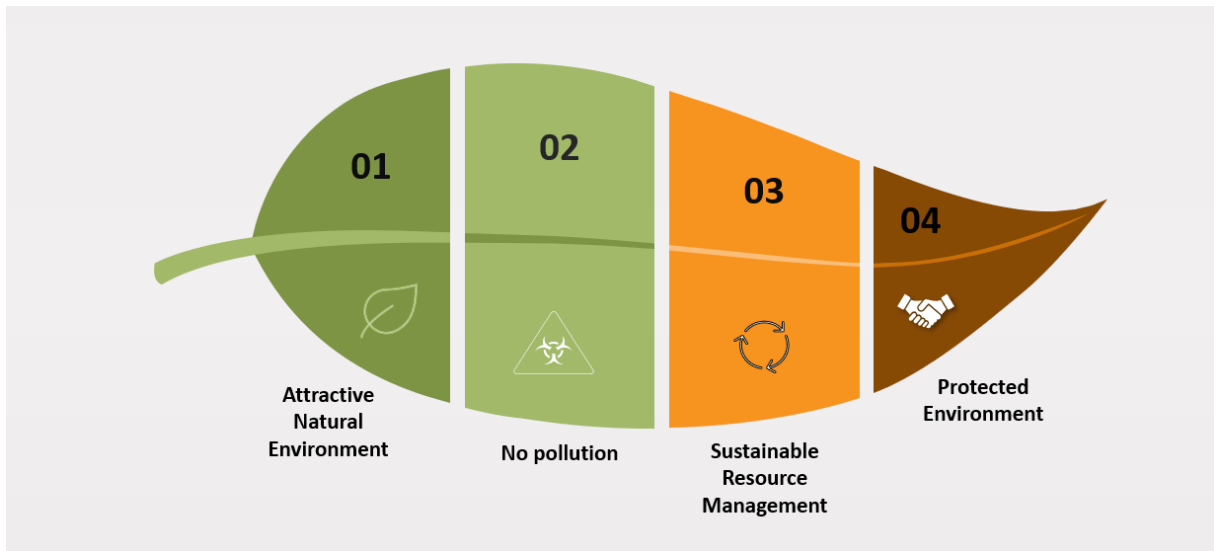 01
Attractive
Natural
Environment
02
No pollution
03
Sustainable
Resource
Management
04
Protected
Environment